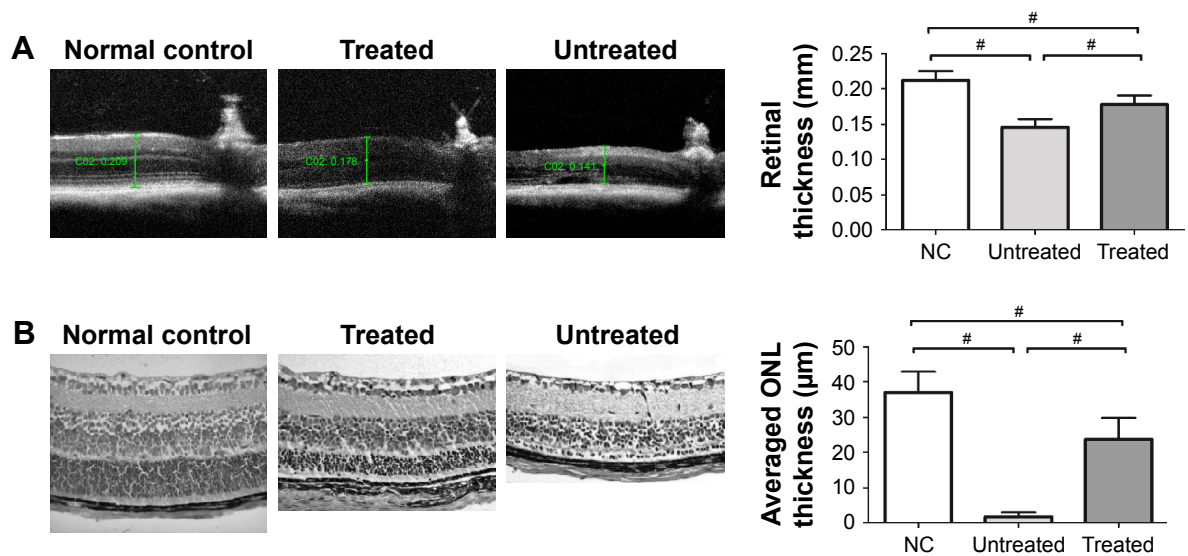 A
Normal control
Treated
Untreated
C02: 0.209
C02: 0.178
C02: 0.141
Retinal
thickness (mm)
0.25
0.20
0.15
0.10
0.05
0.00
#
#
#
NC
Untreated
Treated
B
Normal control
Treated
Untreated
Averaged ONL
thickness (μm)
50
40
30
20
10
0
#
#
#
NC
Untreated
Treated